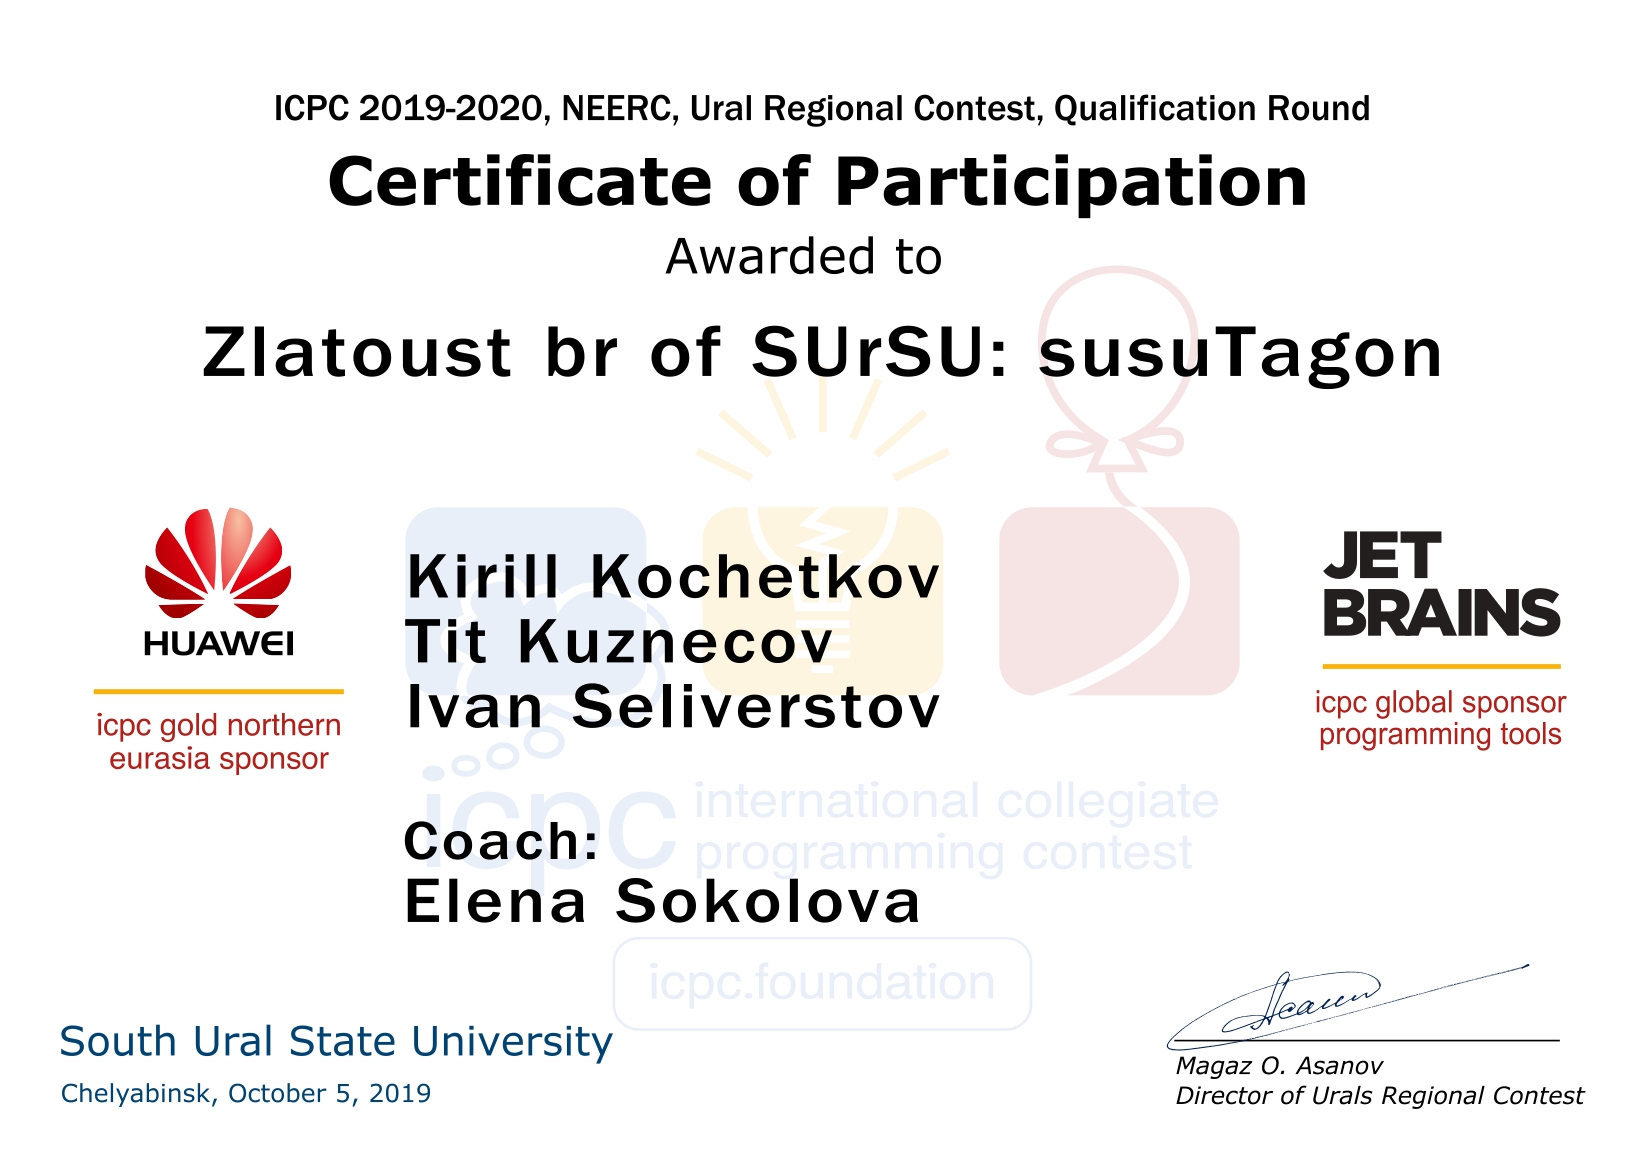 ICPC 2019-2020, NEERC, Ural Regional Contest, Qualification Round
Certificate of Participation
Awarded to
Zlatoust br of SUrSU: susuTagon
HUAWEI
icpc gold northern
eurasia sponsor
Kirill Kochetkov
Tit Kuznecov
Ivan Seliverstov
JET
BRAINS
icpc global sponsor
programming tools
icpc
international collegiate
programming contest
Coach:
Elena Sokolova
icpc.foundation
South Ural State University
Chelyabinsk, October 5, 2019
Magaz O. Asanov
Director of Urals Regional Contest